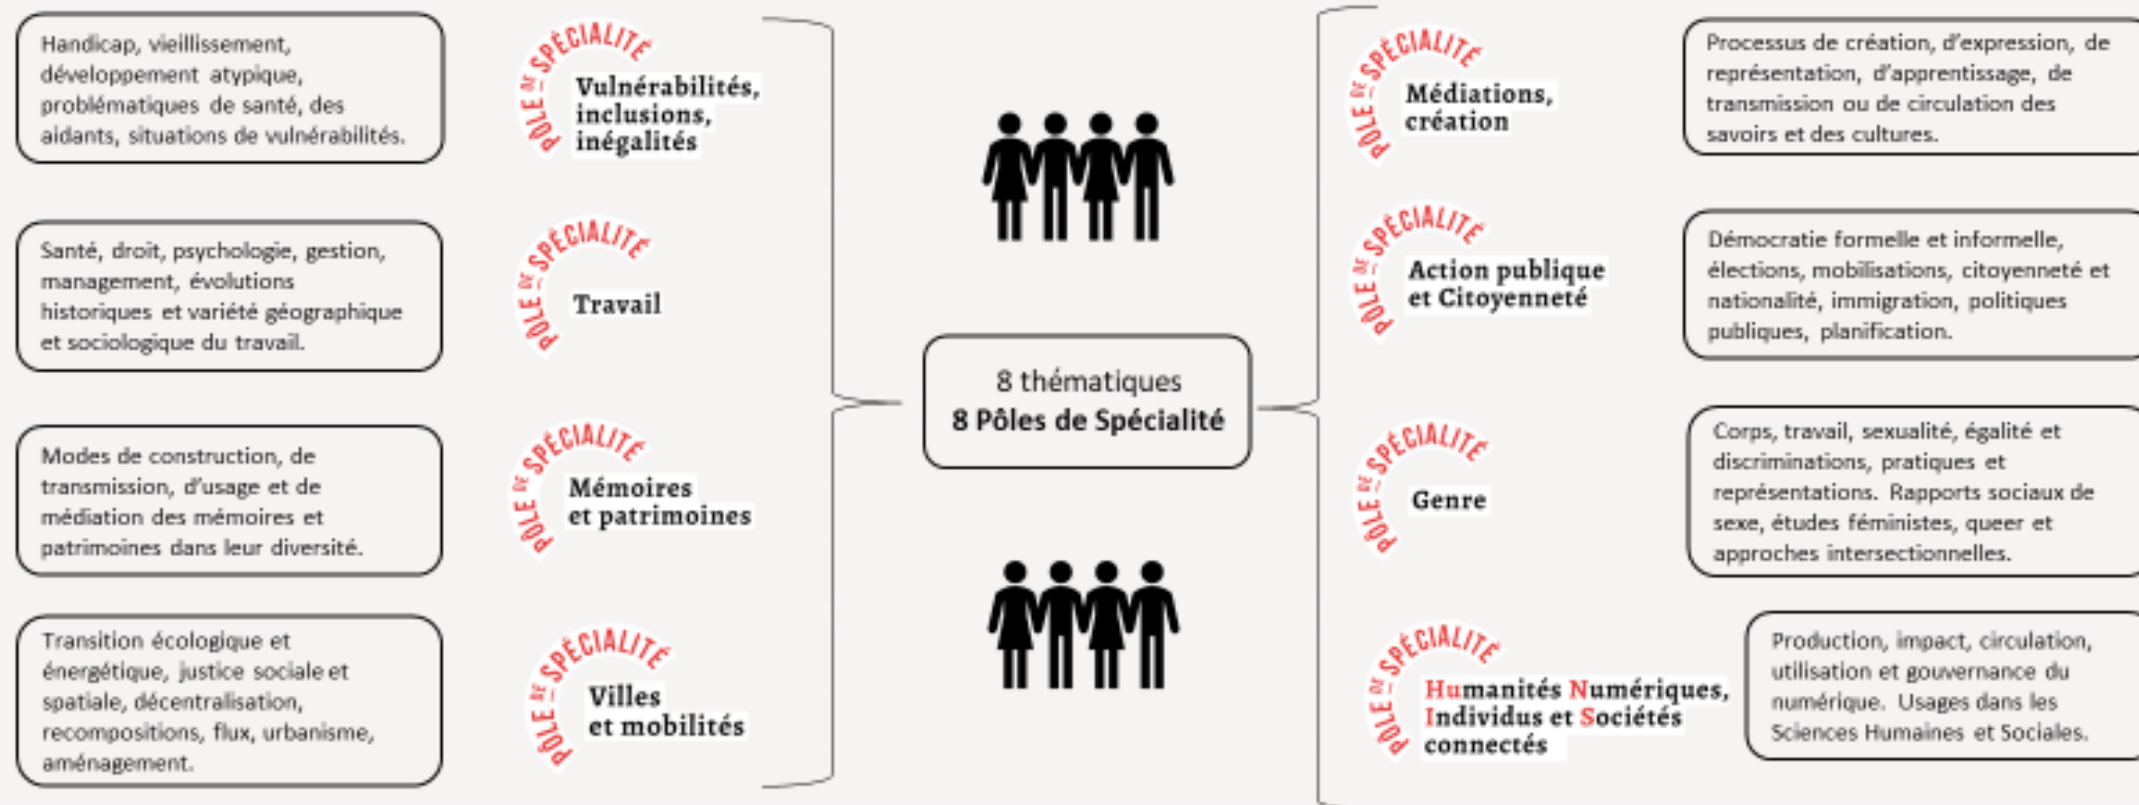 Handicap, vieillissement,
développement atypique,
problématiques de santé, des
aidants, situations de vulnérabilités.
PÔLE DE SPÉCIALITÉ
Vulnérabilités,
inclusions,
inégalités
Santé, droit, psychologie, gestion,
management, évolutions
historiques et variété géographique
et sociologique du travail.
PÔLE DE SPÉCIALITÉ
Travail
Modes de construction, de
transmission, d'usage et de
médiation des mémoires et
patrimoines dans leur diversité.
PÔLE DE SPÉCIALITÉ
Mémoires
et patrimoines
Transition écologique et
énergétique, justice sociale et
spatiale, décentralisation,
recompositions, flux, urbanisme,
aménagement.
PÔLE DE SPÉCIALITÉ
Villes
et mobilités
8 thématiques
8 Pôles de Spécialité
PÔLE DE SPÉCIALITÉ
Médiations,
création
Processus de création, d'expression, de
représentation, d'apprentissage, de
transmission ou de circulation des
savoirs et des cultures.
PÔLE DE SPÉCIALITÉ
Action publique
et Citoyenneté
Démocratie formelle et informelle,
élections, mobilisations, citoyenneté et
nationalité, immigration, politiques
publiques, planification.
PÔLE DE SPÉCIALITÉ
Genre
Corps, travail, sexualité, égalité et
discriminations, pratiques et
représentations. Rapports sociaux de
sexe, études féministes, queer et
approches intersectionnelles.
PÔLE DE SPÉCIALITÉ
Humanités Numériques,
Individus et Sociétés
connectés
Production, impact, circulation,
utilisation et gouvernance du
numérique. Usages dans les
Sciences Humaines et Sociales.